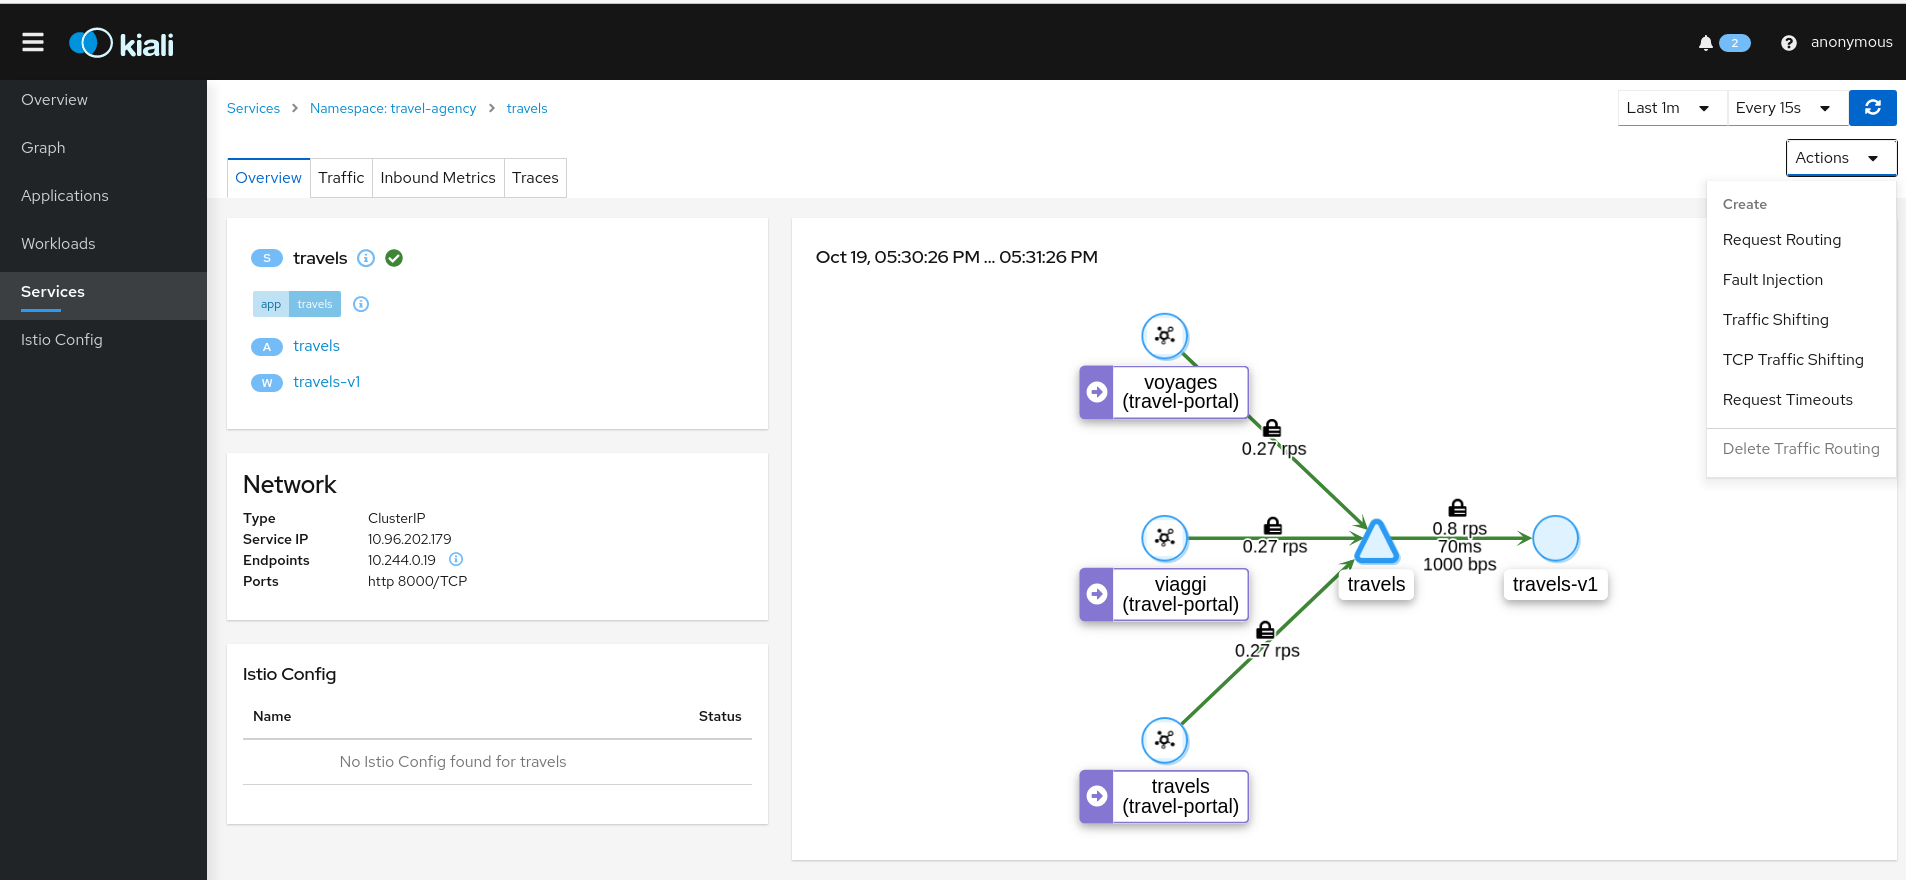 kiali
2
anonymous
Overview
Graph
Applications
Workloads
Services
Istio Config
Services > Namespace: travel-agency > travels
Last 1m
Every 15s
Actions
Overview
Traffic
Inbound Metrics
Traces
Create
Request Routing
Fault Injection
Traffic Shifting
TCP Traffic Shifting
Request Timeouts
Delete Traffic Routing
S travels
app travels
A travels
W travels-v1
Network
Type ClusterIP
Service IP 10.96.202.179
Endpoints 10.244.0.19
Ports http 8000/TCP
Istio Config
Name Status
No Istio Config found for travels
Oct 19, 05:30:26 PM ... 05:31:26 PM
voyages
(travel-portal)
0.27 rps
viaggi
(travel-portal)
0.27 rps
travels
0.8 rps
70ms
1000 bps
travels-v1
0.27 rps
travels
(travel-portal)